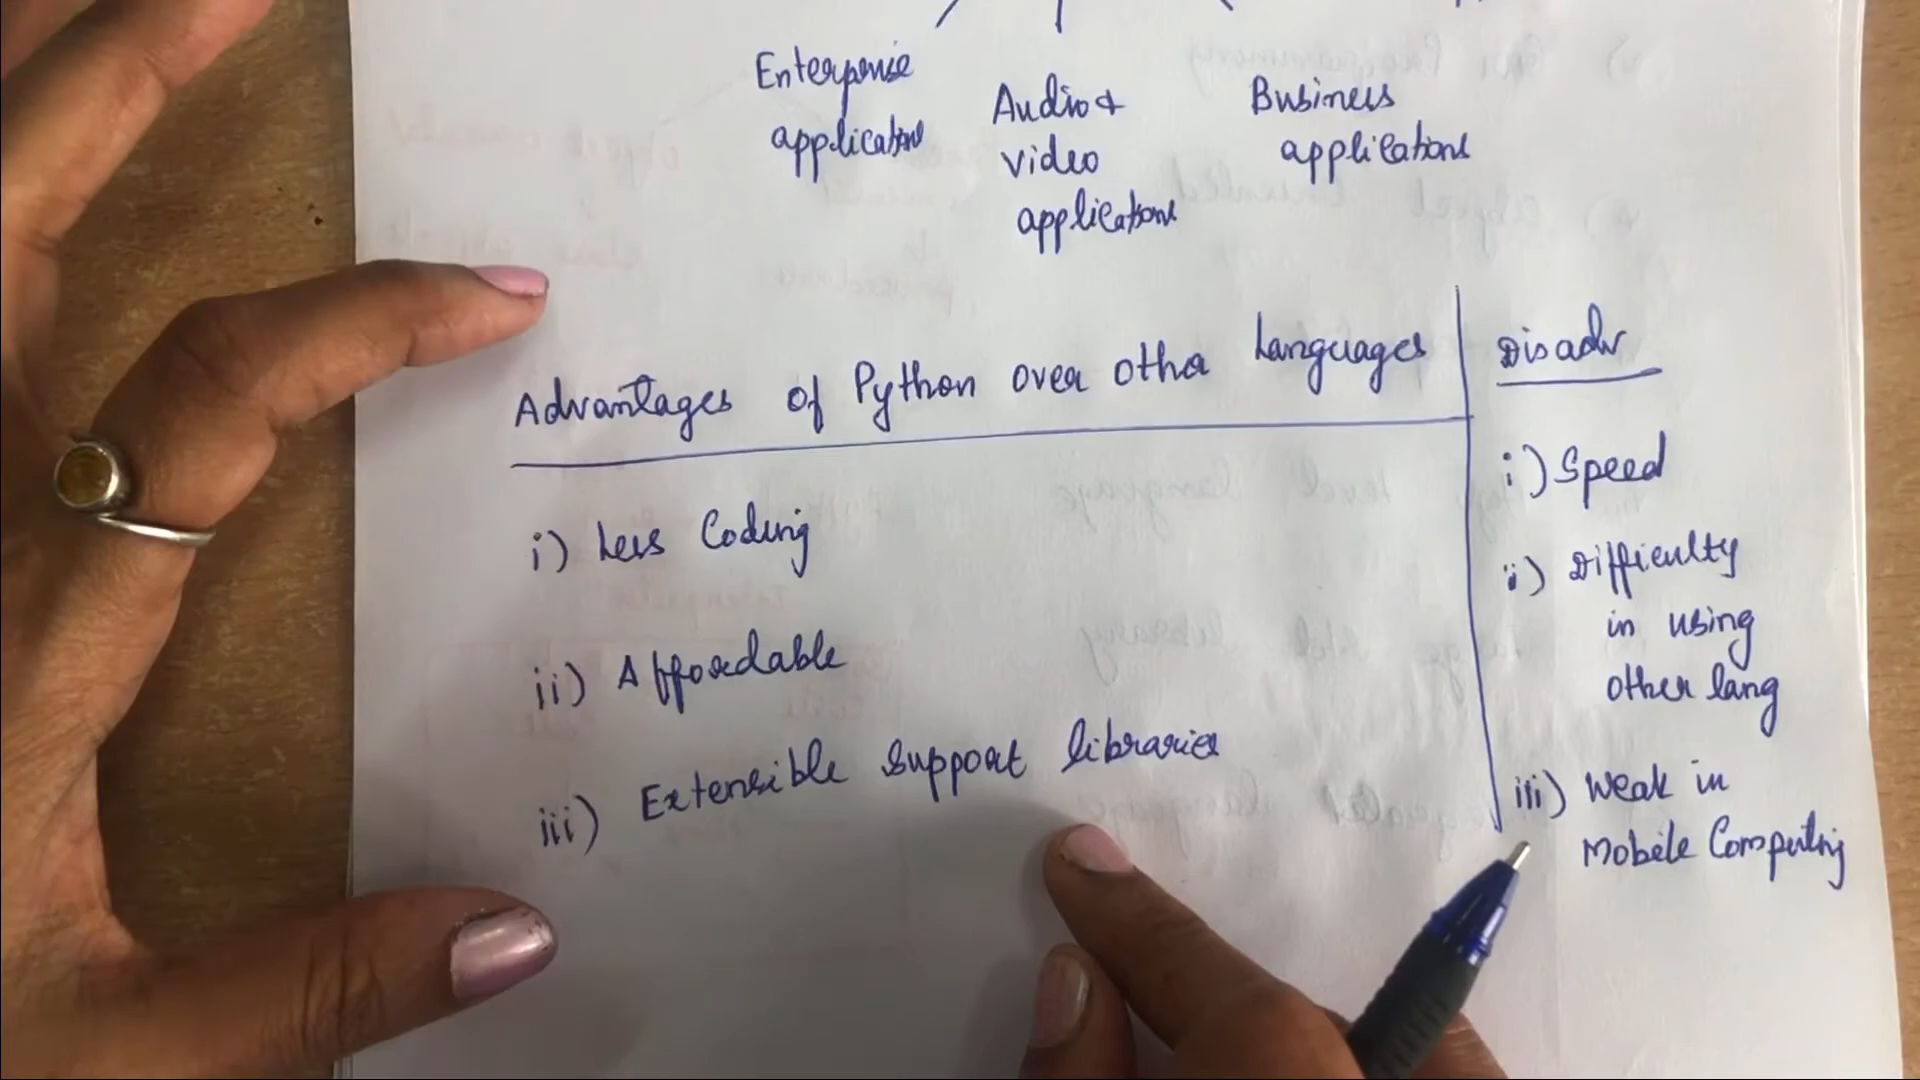 Enterprise
application
Audio &
video
applications
Business
applications
Advantages of Python over other Languages
i) Less Coding
ii) Affordable
iii) Extensible support libraries
Disadv
i) Speed
ii) Difficulty
in using
other lang
iii) Weak in
Mobile Computing